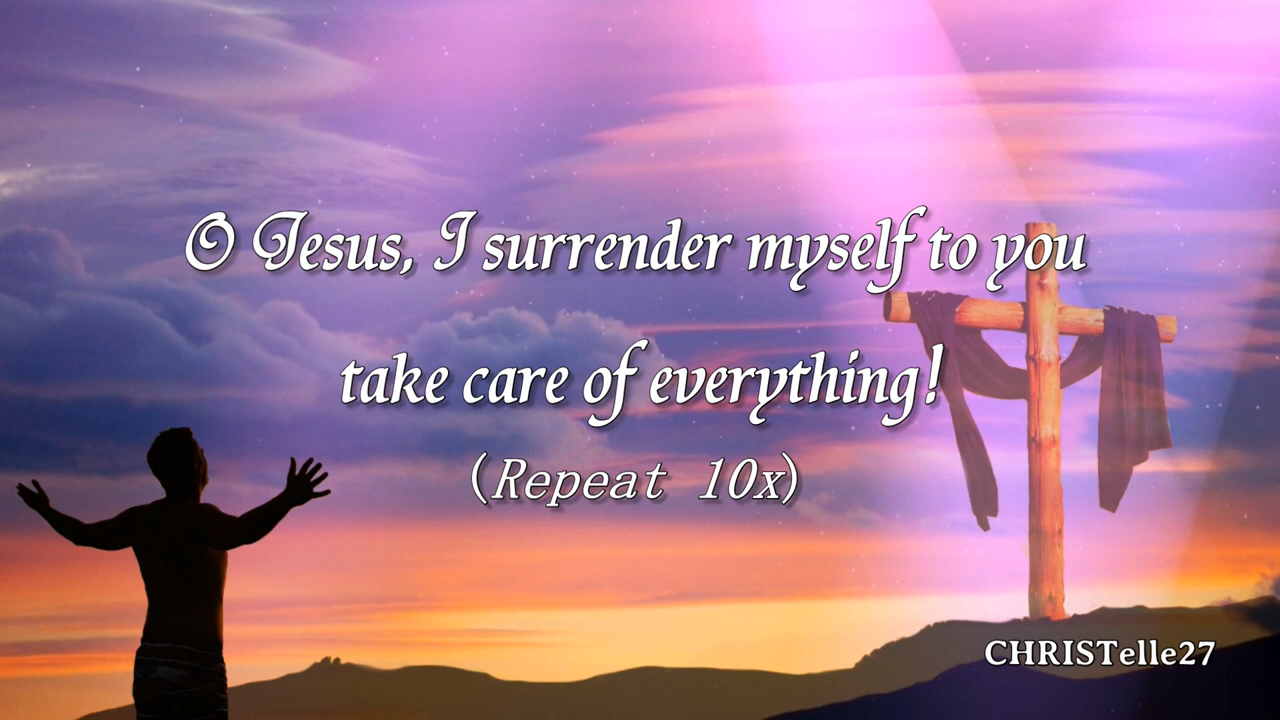 O Jesus, I surrender myself to you
take care of everything!
(Repeat 10x)
CHRISTelle27